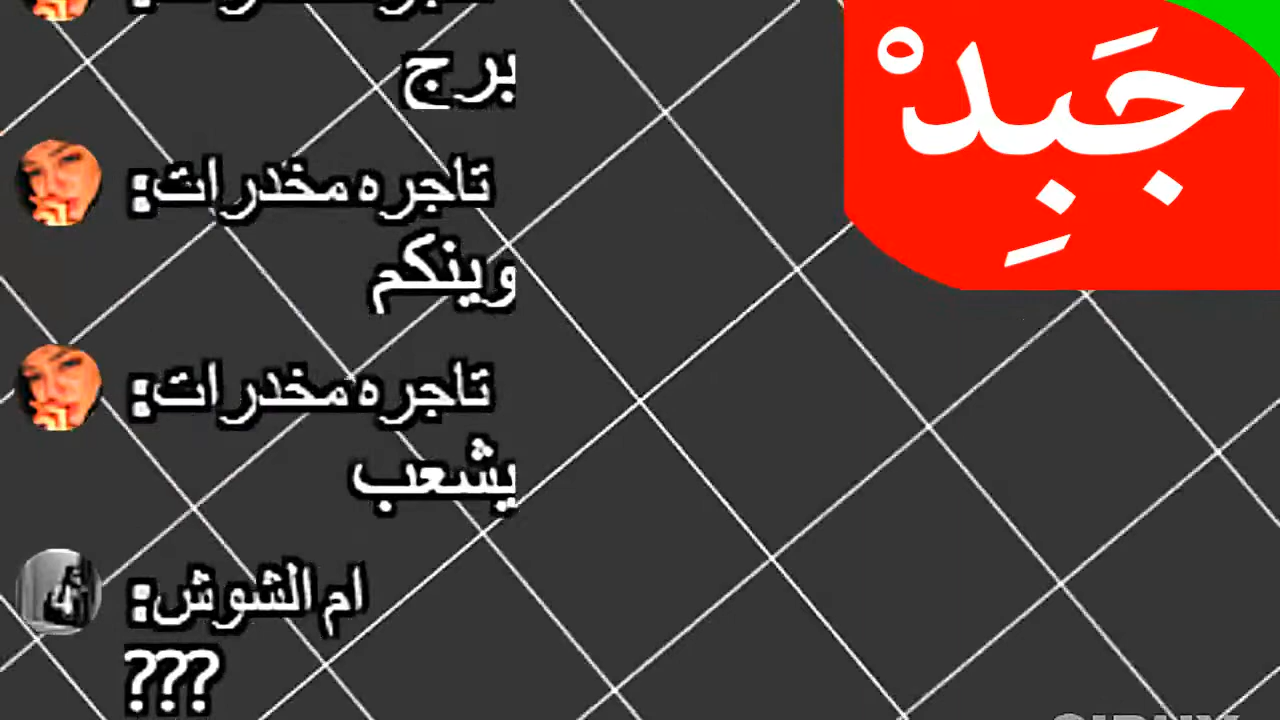 برج
تاجره مخدرات:
وينكم
تاجره مخدرات:
يشعب
ام الشوش:
???
جَبِدْه